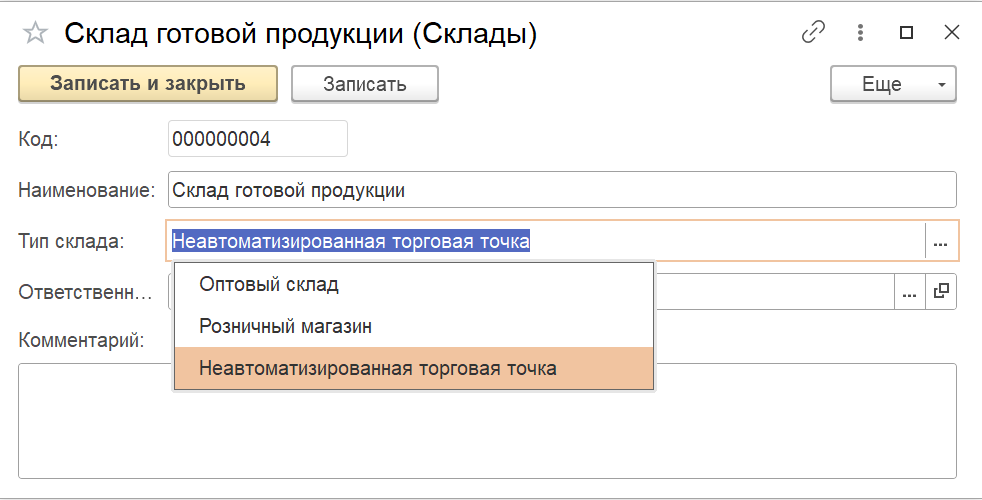 Склад готовой продукции (Склады)
Записать и закрыть Записать Еще
Код: 000000004
Наименование: Склад готовой продукции
Тип склада: Неавтоматизированная торговая точка ...
Оптовый склад
Ответственн... ...
Розничный магазин
Комментарий:
Неавтоматизированная торговая точка